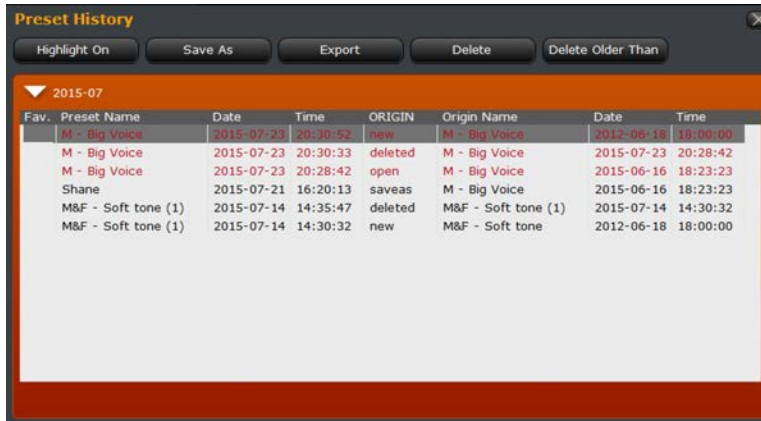 Preset History
Highlight On Save As Export Delete Delete Older Than
2015-07
Fav. Preset Name Date Time ORIGIN Origin Name Date Time
M - Big Voice 2015-07-23 20:30:52 new M - Big Voice 2012-06-18 18:00:00
M - Big Voice 2015-07-23 20:30:33 deleted M - Big Voice 2015-07-23 20:28:42
M - Big Voice 2015-07-23 20:28:42 open M - Big Voice 2015-06-16 18:23:23
Shane 2015-07-21 16:20:13 saveas M - Big Voice 2015-06-16 18:23:23
M&F - Soft tone (1) 2015-07-14 14:35:47 deleted M&F - Soft tone (1) 2015-07-14 14:30:32
M&F - Soft tone (1) 2015-07-14 14:30:32 new M&F - Soft tone 2012-06-18 18:00:00